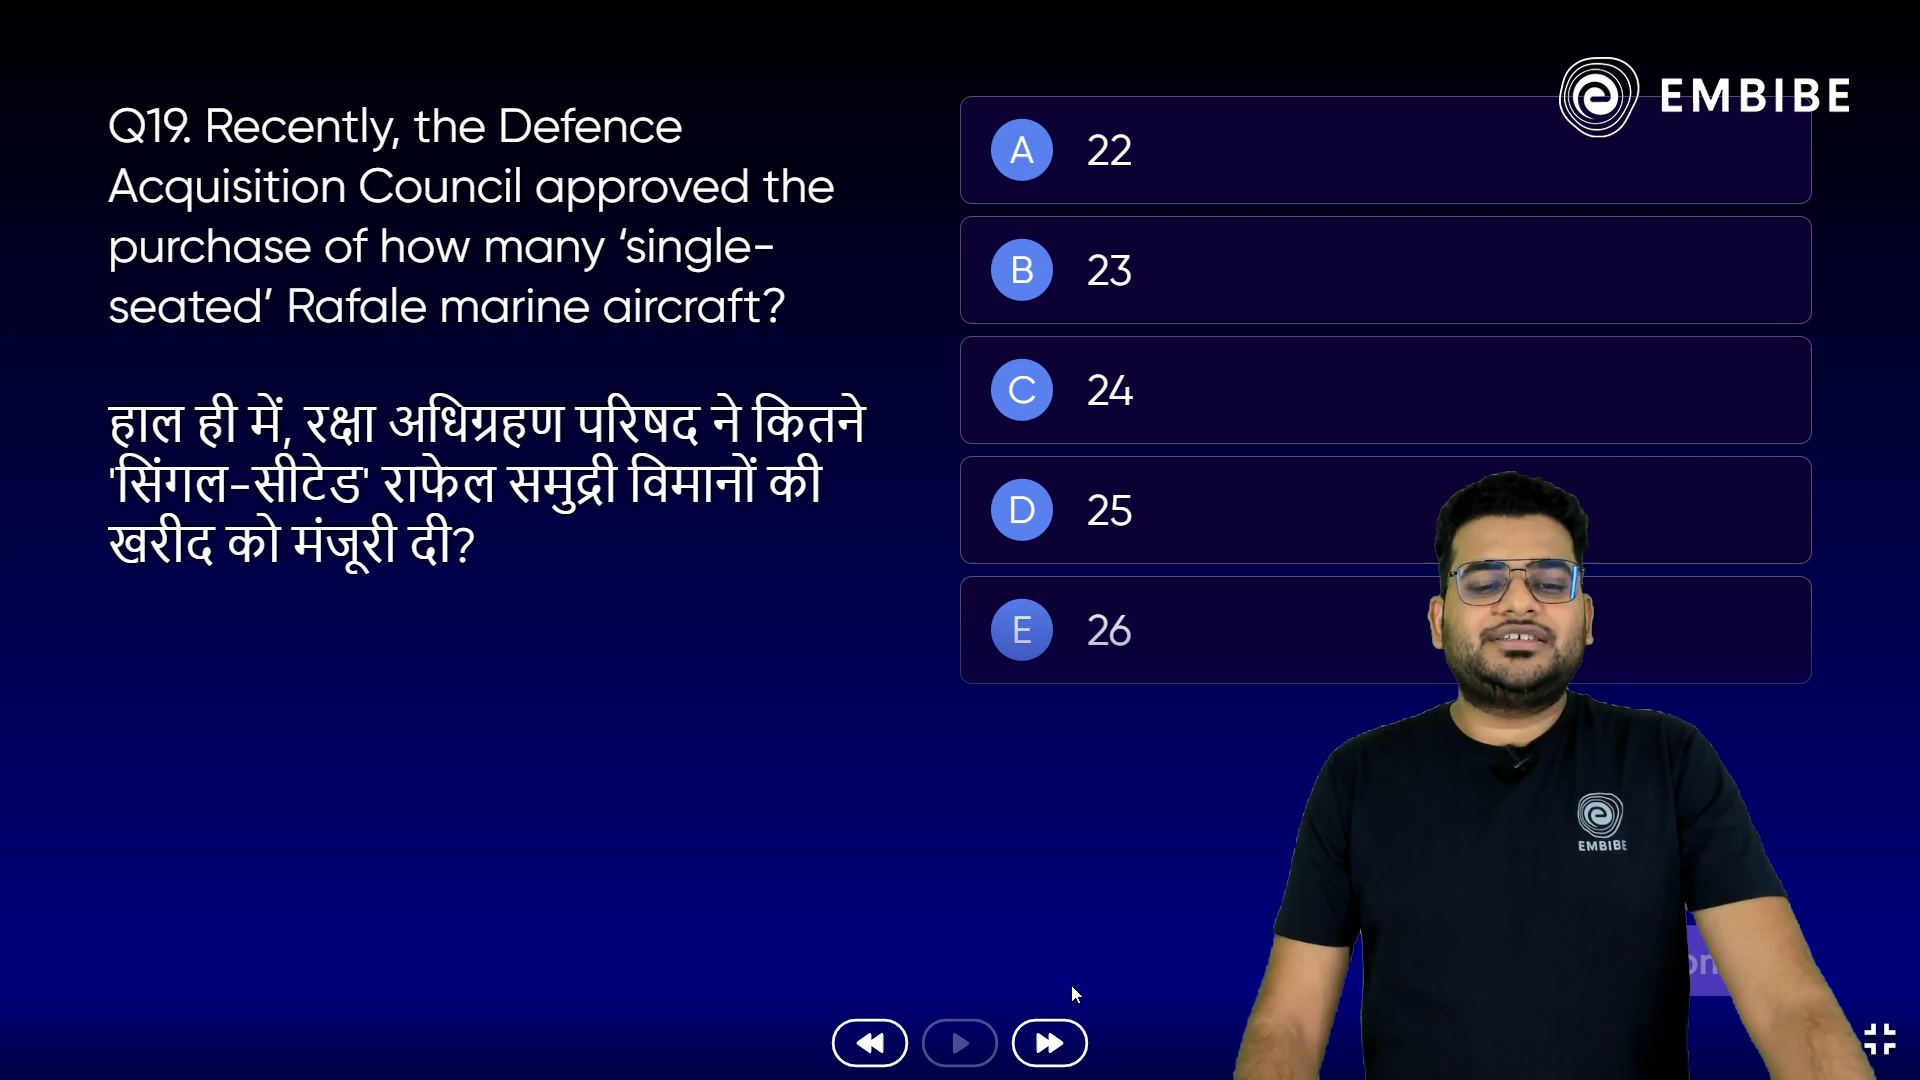 Q19. Recently, the Defence
Acquisition Council approved the
purchase of how many ‘single-
seated’ Rafale marine aircraft?
हाल ही में, रक्षा अधिग्रहण परिषद ने कितने
'सिंगल-सीटेड' राफेल समुद्री विमानों की
खरीद को मंजूरी दी?
EMBIBE
A 22
B 23
C 24
D 25
E 26
EMBIBE